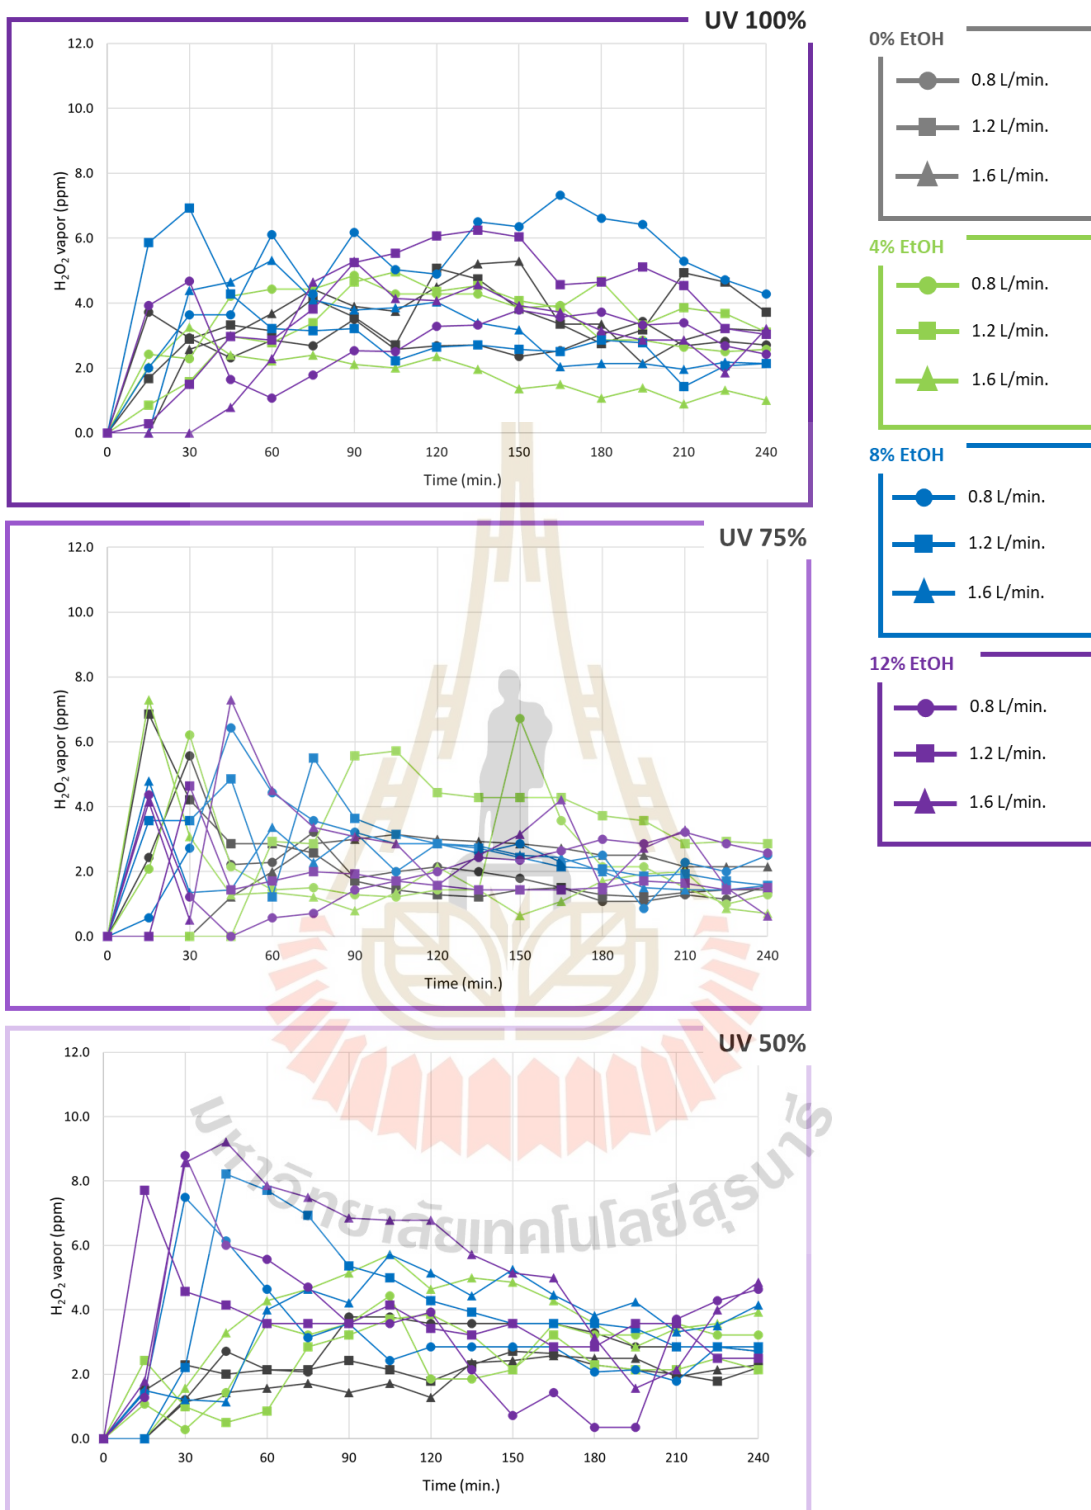 UV 100%
12.0
10.0
8.0
6.0
4.0
2.0
0.0
H₂O₂ vapor (ppm)
0 30 60 90 120 150 180 210 240
Time (min.)
UV 75%
12.0
10.0
8.0
6.0
4.0
2.0
0.0
H₂O₂ vapor (ppm)
0 30 60 90 120 150 180 210 240
Time (min.)
UV 50%
12.0
10.0
8.0
6.0
4.0
2.0
0.0
H₂O₂ vapor (ppm)
0 30 60 90 120 150 180 210 240
Time (min.)
มหาวิทยาลัยเทคโนโลยีสุรนารี
0% EtOH
0.8 L/min.
1.2 L/min.
1.6 L/min.
4% EtOH
0.8 L/min.
1.2 L/min.
1.6 L/min.
8% EtOH
0.8 L/min.
1.2 L/min.
1.6 L/min.
12% EtOH
0.8 L/min.
1.2 L/min.
1.6 L/min.